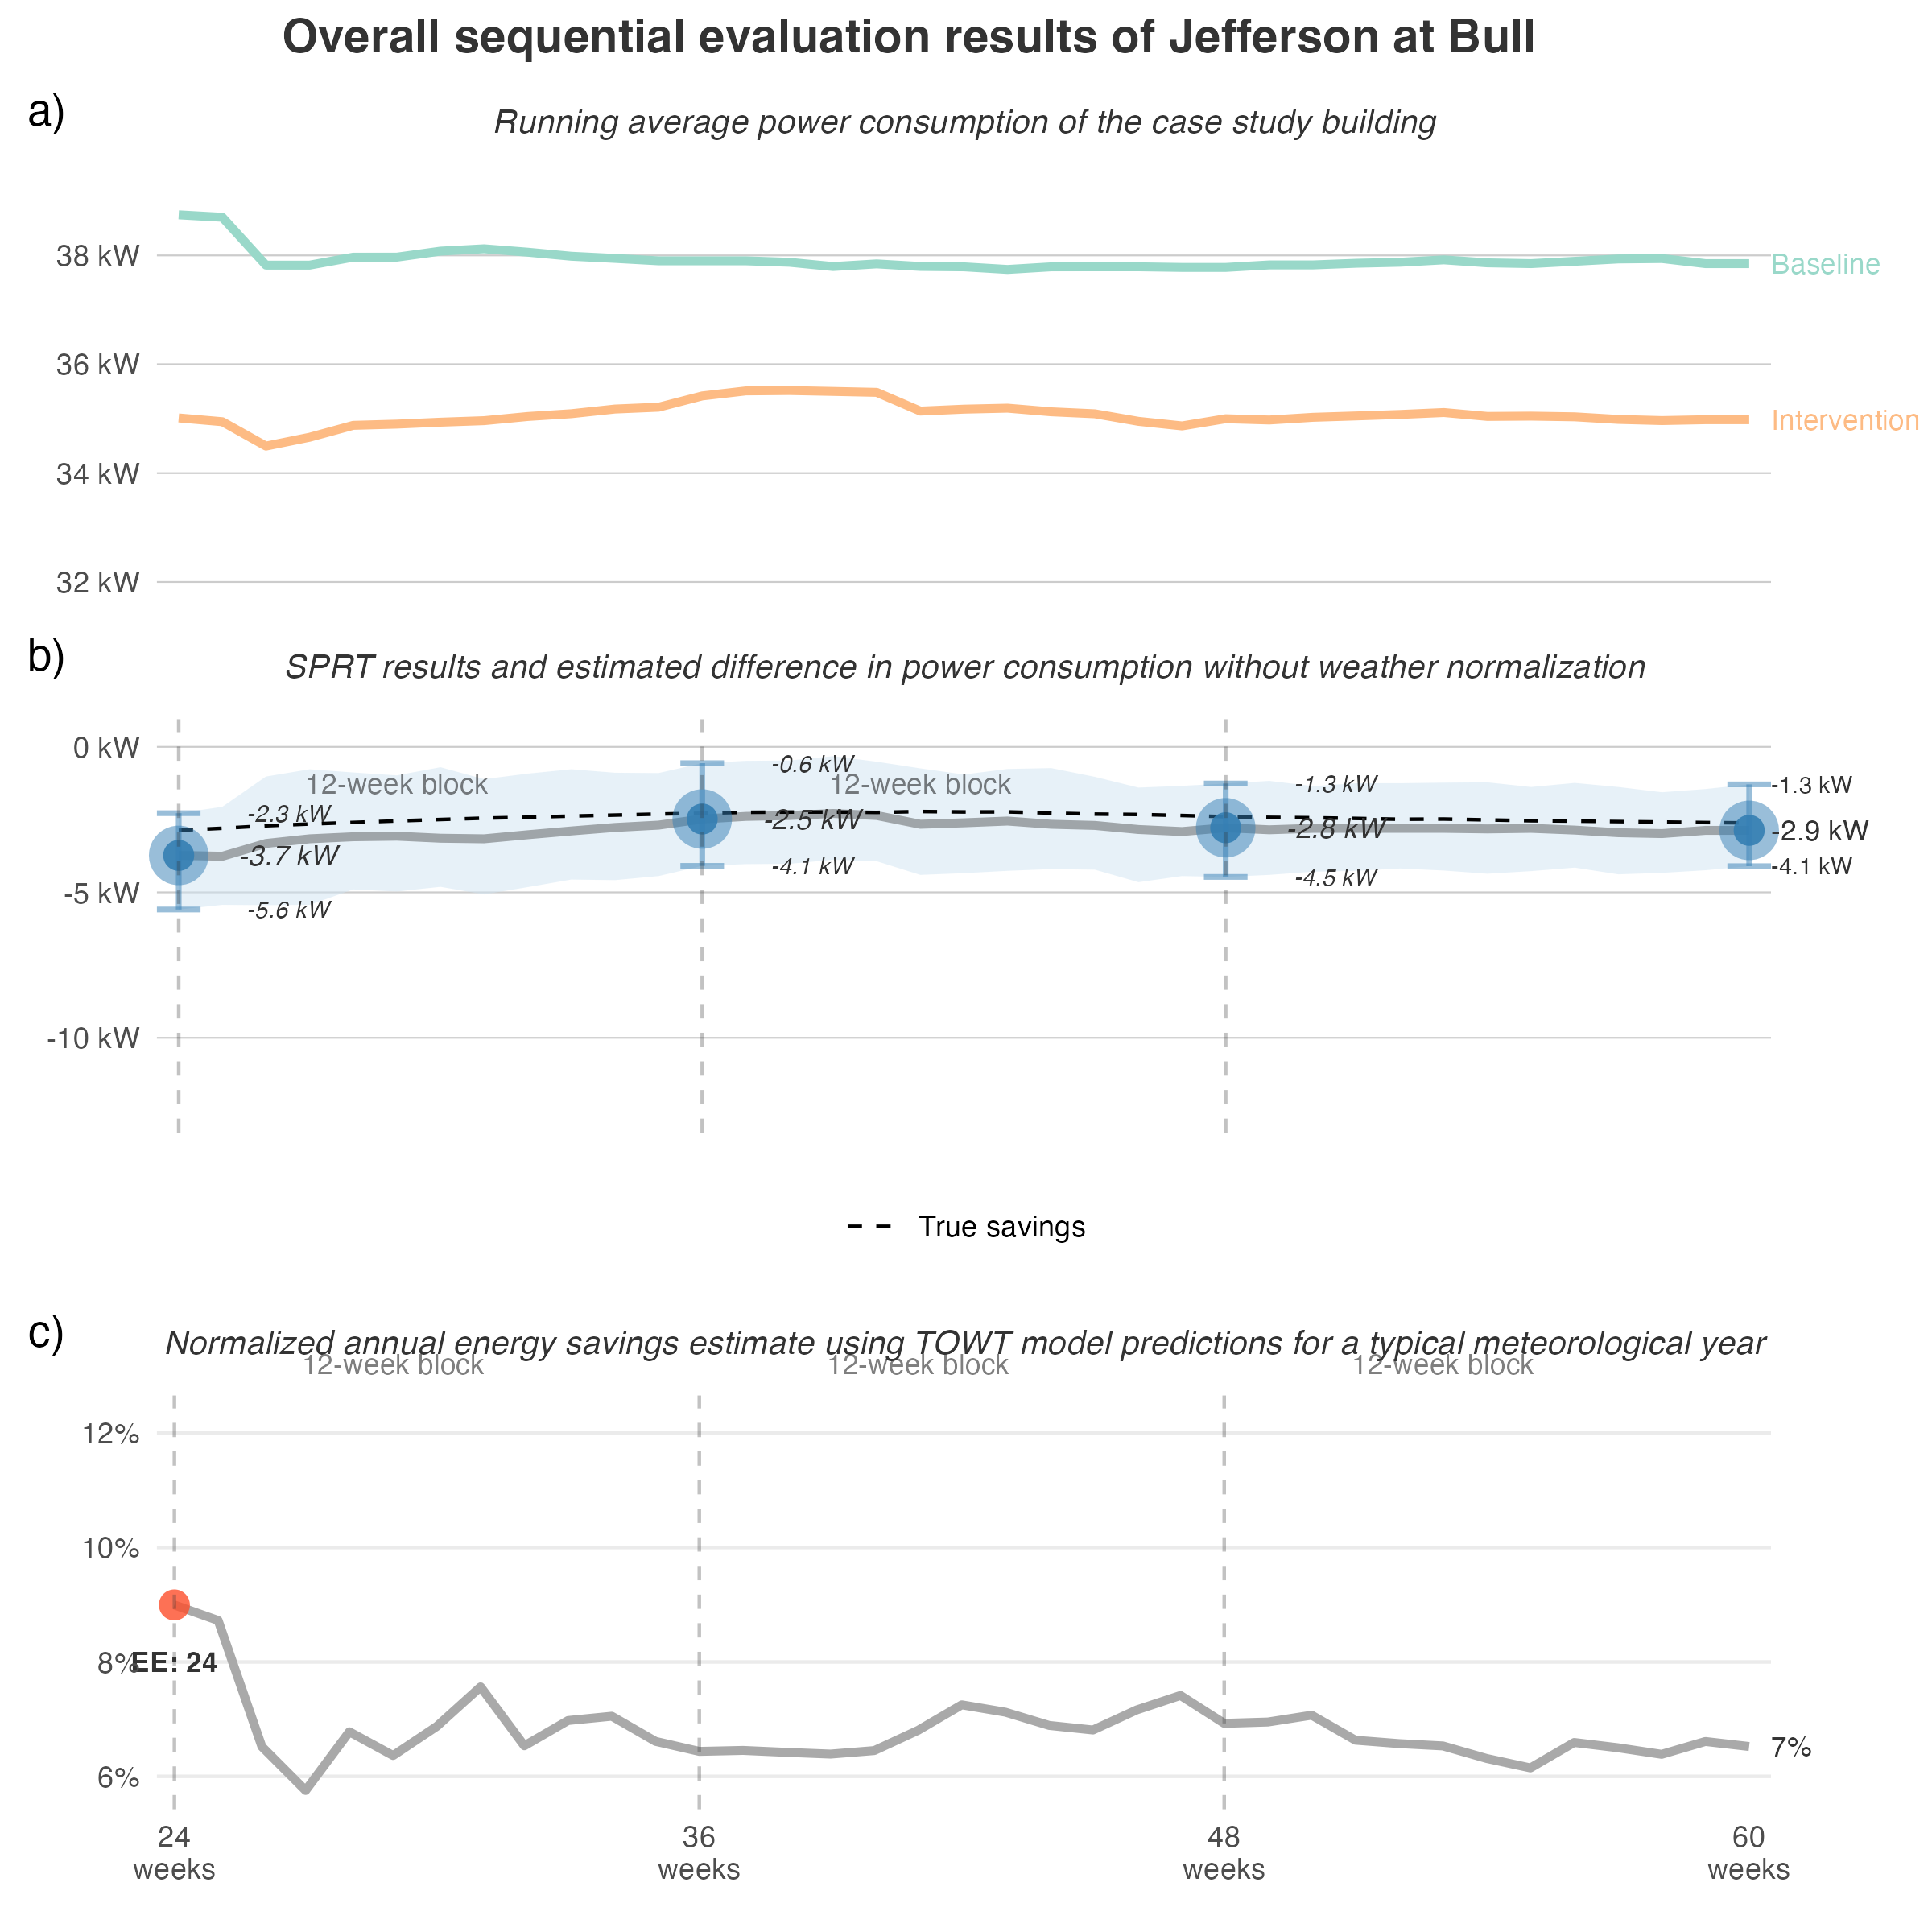 Overall sequential evaluation results of Jefferson at Bull
a)
Running average power consumption of the case study building
38 kW
Baseline
36 kW
Intervention
34 kW
32 kW
b)
SPRT results and estimated difference in power consumption without weather normalization
0 kW
12-week block
12-week block
-0.6 kW
-1.3 kW
-1.3 kW
-2.3 kW
-2.5 kW
-2.8 kW
-2.9 kW
-3.7 kW
-4.1 kW
-4.5 kW
-4.1 kW
-5 kW
-5.6 kW
-10 kW
True savings
c)
Normalized annual energy savings estimate using TOWT model predictions for a typical meteorological year
12-week block
12-week block
12-week block
12%
10%
8%
EE: 24
6%
7%
24
weeks
36
weeks
48
weeks
60
weeks